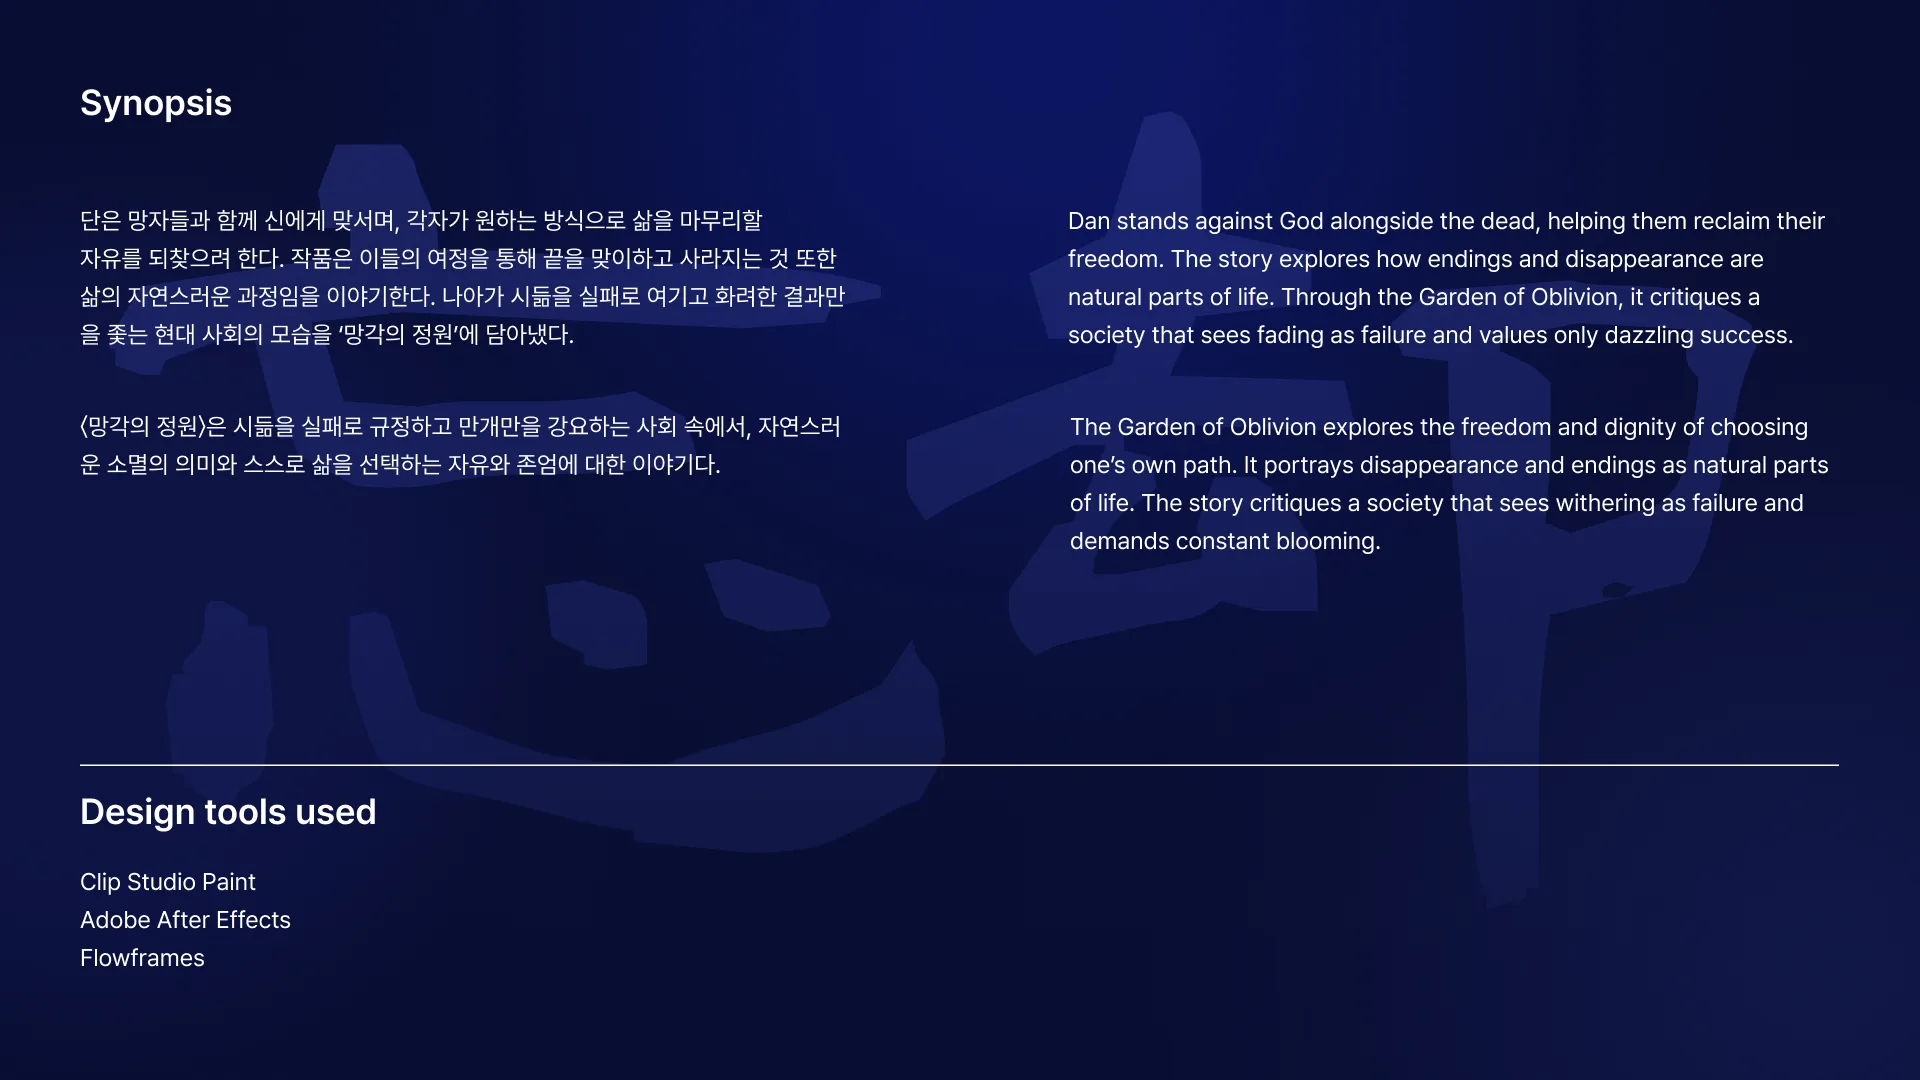 Synopsis
단은 망자들과 함께 신에게 맞서며, 각자가 원하는 방식으로 삶을 마무리할
자유를 되찾으려 한다. 작품은 이들의 여정을 통해 끝을 맞이하고 사라지는 것 또한
삶의 자연스러운 과정임을 이야기한다. 나아가 시듦을 실패로 여기고 화려한 결과만
을 좇는 현대 사회의 모습을 ‘망각의 정원’에 담아냈다.
〈망각의 정원〉은 시듦을 실패로 규정하고 만개만을 강요하는 사회 속에서, 자연스러
운 소멸의 의미와 스스로 삶을 선택하는 자유와 존엄에 대한 이야기다.
Dan stands against God alongside the dead, helping them reclaim their
freedom. The story explores how endings and disappearance are
natural parts of life. Through the Garden of Oblivion, it critiques a
society that sees fading as failure and values only dazzling success.
The Garden of Oblivion explores the freedom and dignity of choosing
one’s own path. It portrays disappearance and endings as natural parts
of life. The story critiques a society that sees withering as failure and
demands constant blooming.
忘却
Design tools used
Clip Studio Paint
Adobe After Effects
Flowframes